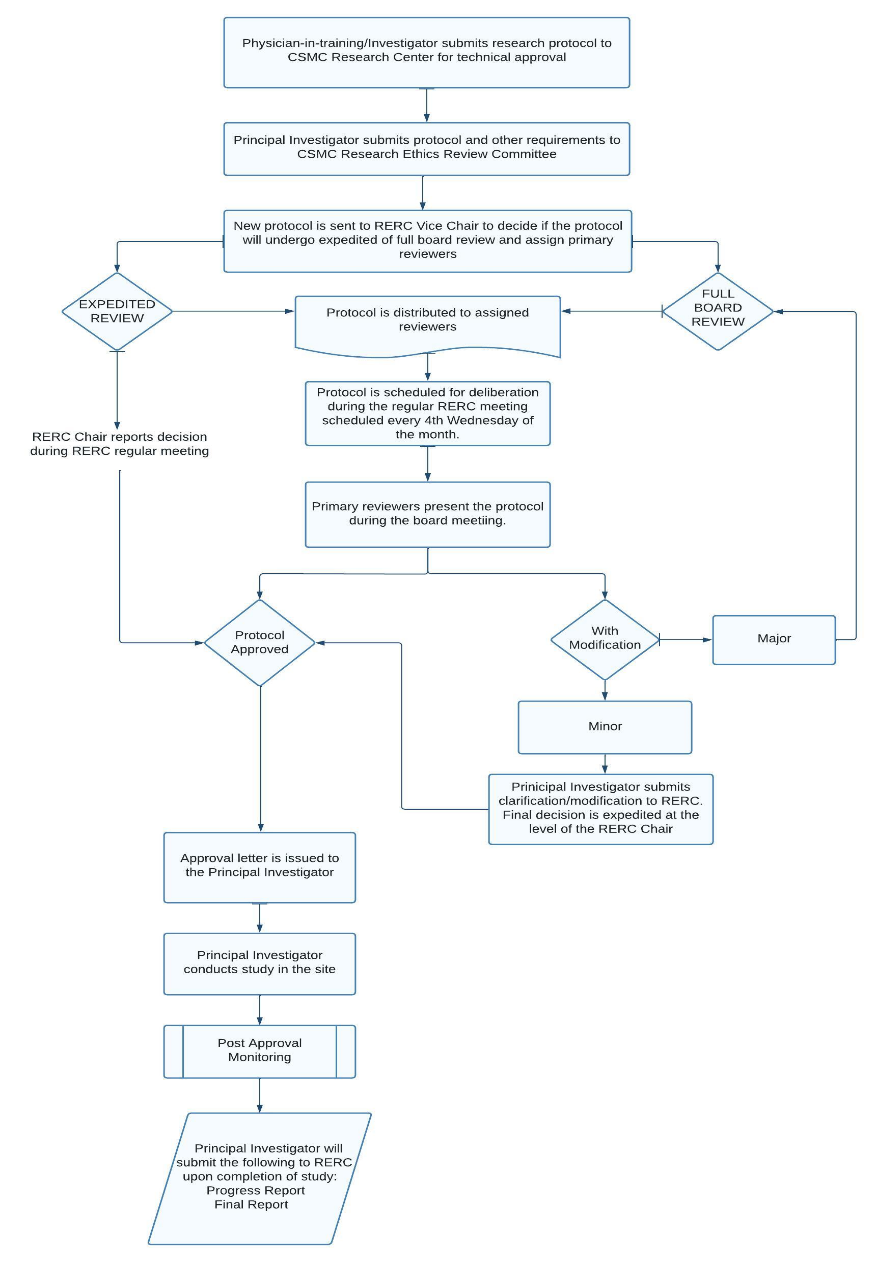 Physician-in-training/Investigator submits research protocol to
CSMC Research Center for technical approval
Principal Investigator submits protocol and other requirements to
CSMC Research Ethics Review Committee
New protocol is sent to RERC Vice Chair to decide if the protocol
will undergo expedited of full board review and assign primary
reviewers
EXPEDITED
REVIEW
Protocol is distributed to assigned
reviewers
FULL
BOARD
REVIEW
Protocol is scheduled for deliberation
during the regular RERC meeting
scheduled every 4th Wednesday of
the month.
RERC Chair reports decision
during RERC regular meeting
Primary reviewers present the protocol
during the board meetiing.
Protocol
Approved
With
Modification
Major
Minor
Prinicipal Investigator submits
clarification/modification to RERC.
Final decision is expedited at the
level of the RERC Chair
Approval letter is issued to
the Principal Investigator
Principal Investigator
conducts study in the site
Post Approval
Monitoring
Principal Investigator will
submit the following to RERC
upon completion of study:
Progress Report
Final Report